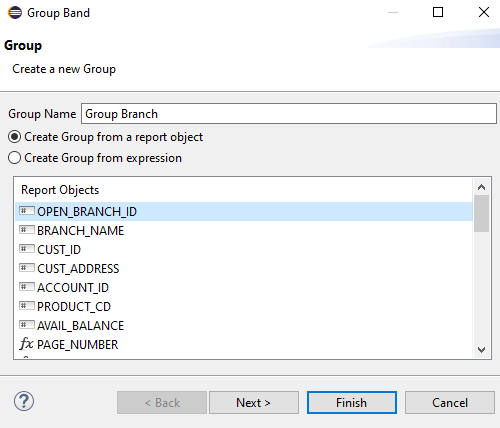 Group Band
Group
Create a new Group
Group Name Group Branch
Create Group from a report object
Create Group from expression
Report Objects
OPEN_BRANCH_ID
BRANCH_NAME
CUST_ID
CUST_ADDRESS
ACCOUNT_ID
PRODUCT_CD
AVAIL_BALANCE
fx PAGE_NUMBER
< Back Next > Finish Cancel